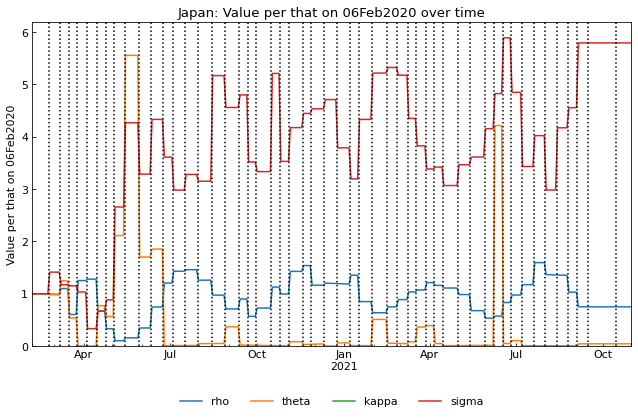 Japan: Value per that on 06Feb2020 over time
Value per that on 06Feb2020
6
5
4
3
2
1
0
Apr Jul Oct Jan Apr Jul Oct
2021
rho theta kappa sigma